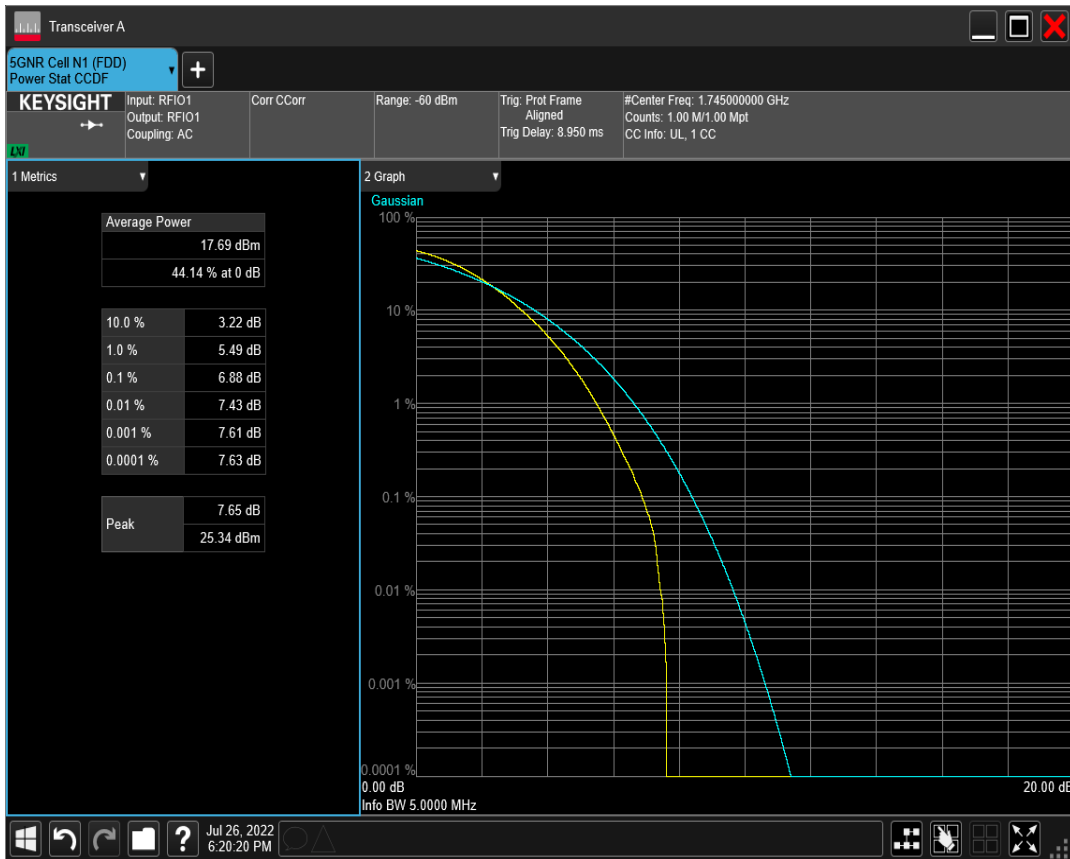 Transceiver A
5GNR Cell N1 (FDD)
Power Stat CCDF
+
KEYSIGHT
LXI
Input: RFIO1
Output: RFIO1
Coupling: AC
Corr CCorr
Range: -60 dBm
Trig: Prot Frame
Aligned
Trig Delay: 8.950 ms
#Center Freq: 1.745000000 GHz
Counts: 1.00 M/1.00 Mpt
CC Info: UL, 1 CC
1 Metrics
Average Power
17.69 dBm
44.14 % at 0 dB
10.0 % 3.22 dB
1.0 % 5.49 dB
0.1 % 6.88 dB
0.01 % 7.43 dB
0.001 % 7.61 dB
0.0001 % 7.63 dB
Peak
7.65 dB
25.34 dBm
2 Graph
Gaussian
100 %
10 %
1 %
0.1 %
0.01 %
0.001 %
0.0001 %
0.00 dB 20.00 dB
Info BW 5.0000 MHz
?
Jul 26, 2022
6:20:20 PM